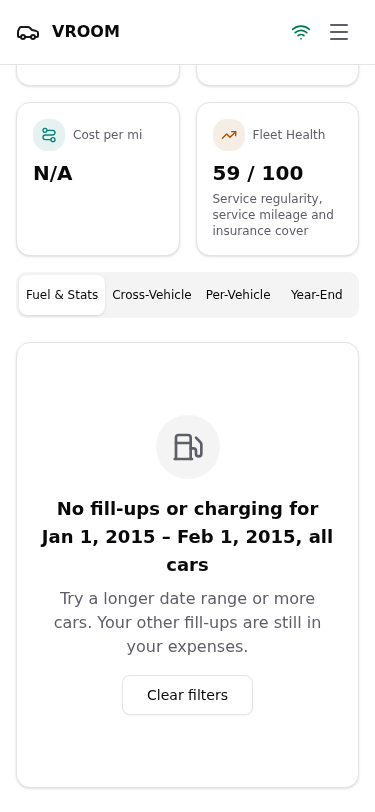 VROOM
Cost per mi
N/A
Fleet Health
59 / 100
Service regularity,
service mileage and
insurance cover
Fuel & Stats
Cross-Vehicle
Per-Vehicle
Year-End
No fill-ups or charging for
Jan 1, 2015 – Feb 1, 2015, all
cars
Try a longer date range or more
cars. Your other fill-ups are still in
your expenses.
Clear filters